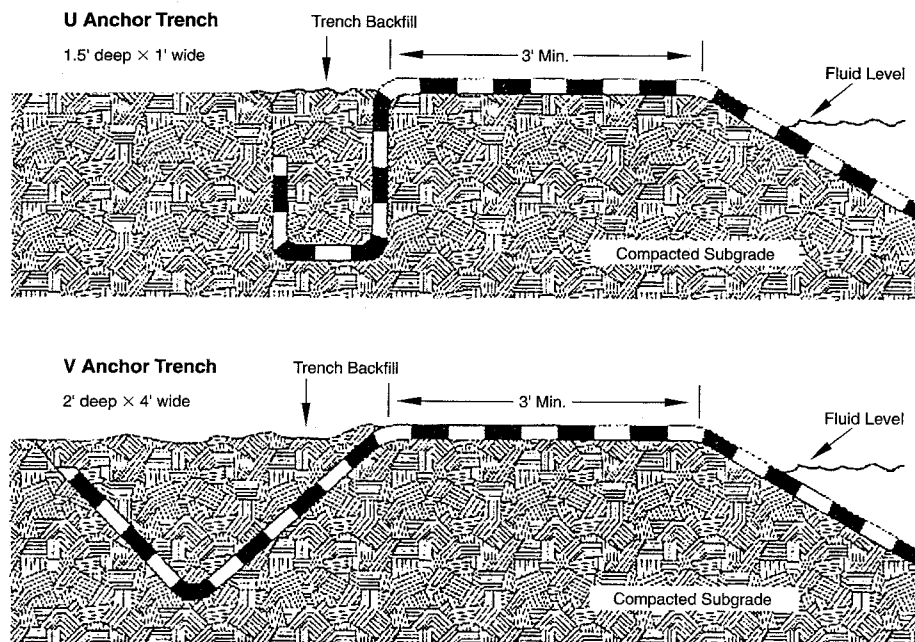 U Anchor Trench
1.5' deep × 1' wide
Trench Backfill
3' Min.
Fluid Level
Compacted Subgrade
V Anchor Trench
2' deep × 4' wide
Trench Backfill
3' Min.
Fluid Level
Compacted Subgrade